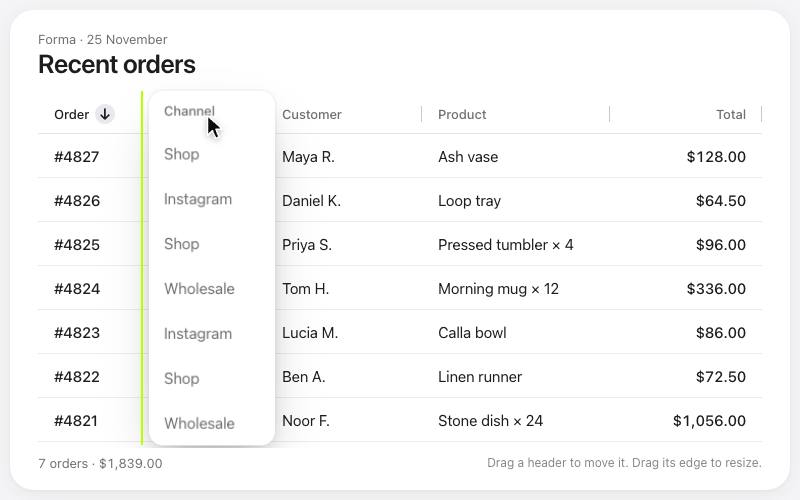 Forma · 25 November
Recent orders
Order Channel Customer Product Total
#4827 Shop Maya R. Ash vase $128.00
#4826 Instagram Daniel K. Loop tray $64.50
#4825 Shop Priya S. Pressed tumbler × 4 $96.00
#4824 Wholesale Tom H. Morning mug × 12 $336.00
#4823 Instagram Lucia M. Calla bowl $86.00
#4822 Shop Ben A. Linen runner $72.50
#4821 Wholesale Noor F. Stone dish × 24 $1,056.00
7 orders · $1,839.00 Drag a header to move it. Drag its edge to resize.